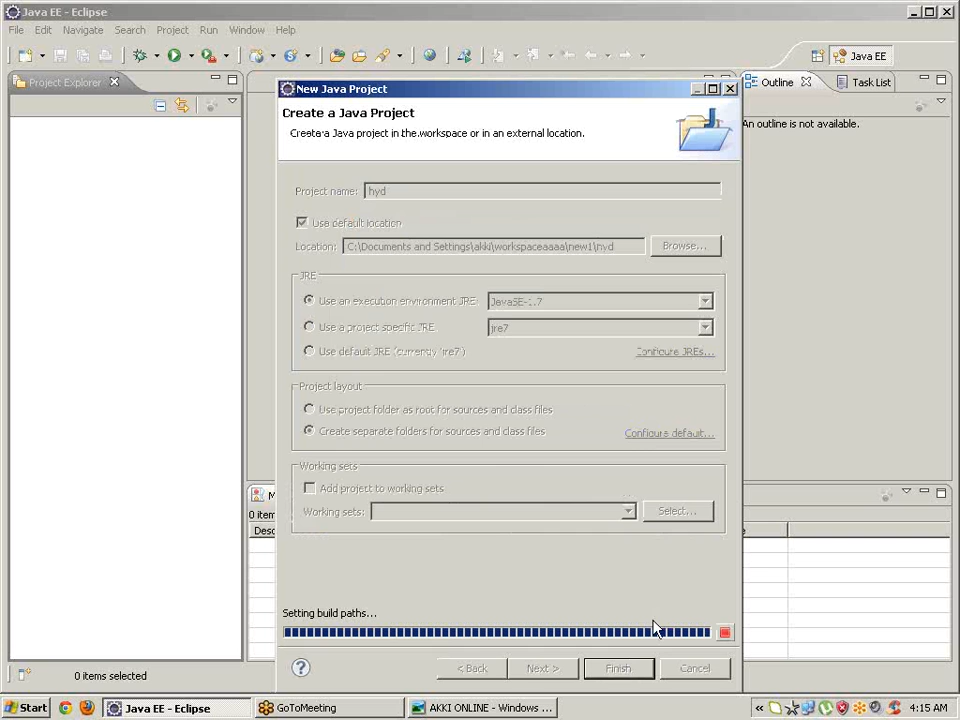 Java EE - Eclipse
File Edit Navigate Search Project Run Window Help
Java EE
Project Explorer
New Java Project
Outline
Task List
Create a Java Project
Create a Java project in the workspace or in an external location.
An outline is not available.
Project name: hyd
Use default location
Location: C:\Documents and Settings\akki\workspaceaaaa\new1\hyd Browse...
JRE
Use an execution environment JRE: JavaSE-1.7
Use a project specific JRE: jre7
Use default JRE (currently 'jre7') Configure JREs...
Project layout
Use project folder as root for sources and class files
Create separate folders for sources and class files Configure default...
Working sets
Add project to working sets
M
Working sets: Select...
0 item
Desc
e
Setting build paths...
< Back Next > Finish Cancel
0 items selected
Start Java EE - Eclipse GoToMeeting AKKI ONLINE - Windows ... « 4:15 AM